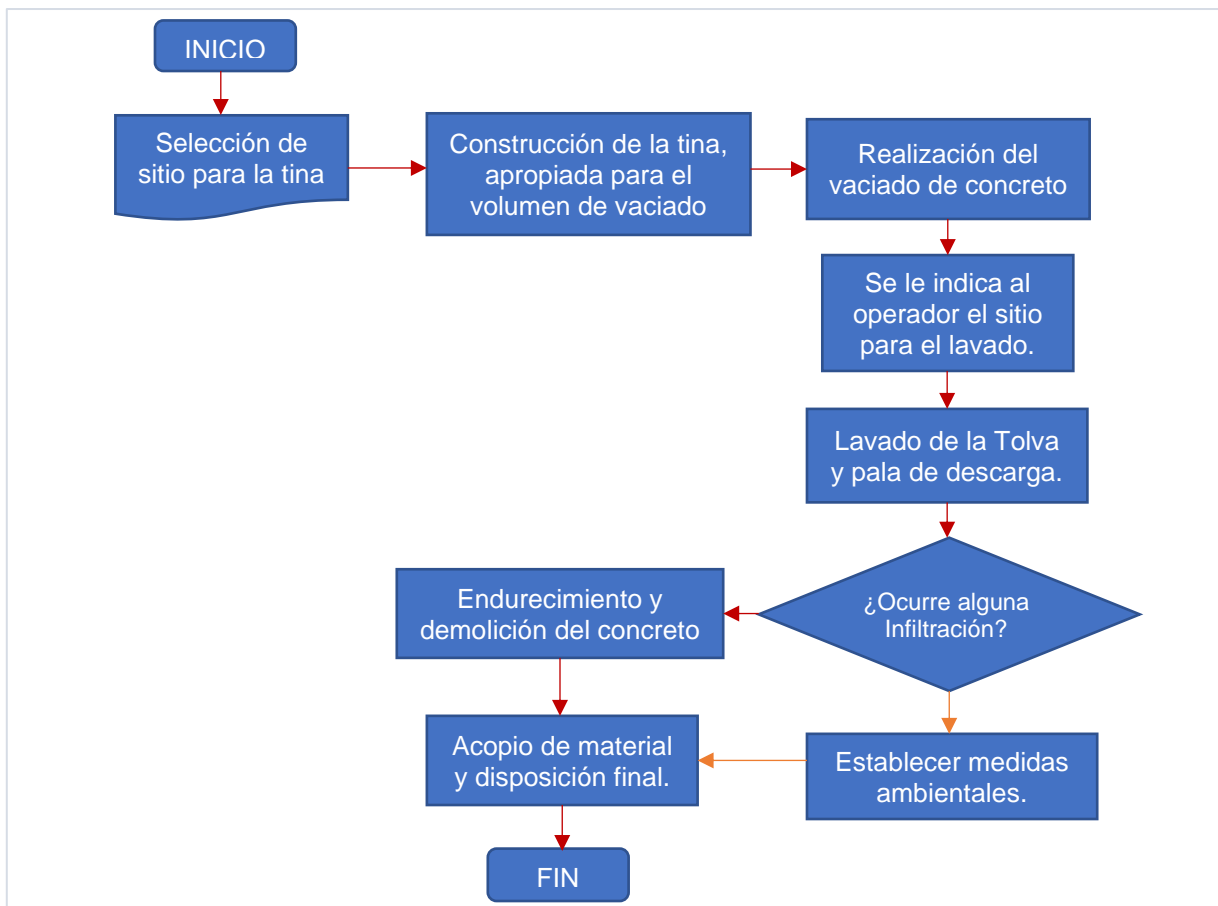 INICIO
Selección de
sitio para la tina
Construcción de la tina,
apropiada para el
volumen de vaciado
Realización del
vaciado de concreto
Se le indica al
operador el sitio
para el lavado.
Lavado de la Tolva
y pala de descarga.
¿Ocurre alguna
Infiltración?
Endurecimiento y
demolición del concreto
Establecer medidas
ambientales.
Acopio de material
y disposición final.
FIN